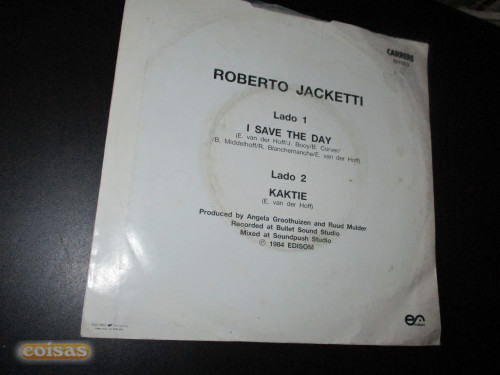 CARRERE
ROBERTO JACKETTI
Lado 1
I SAVE THE DAY
(E. van der Hoff/J. Booy/B. Curver/
/B. Middelhoff/R. Blanchemanche/E. van der Hoff)
Lado 2
KAKTIE
(E. van der Hoff)
Produced by Angela Groothuizen and Ruud Mulder
Recorded at Bullet Sound Studio
Mixed at Soundpush Studio
Ⓟ 1984 EDISOM
coisas